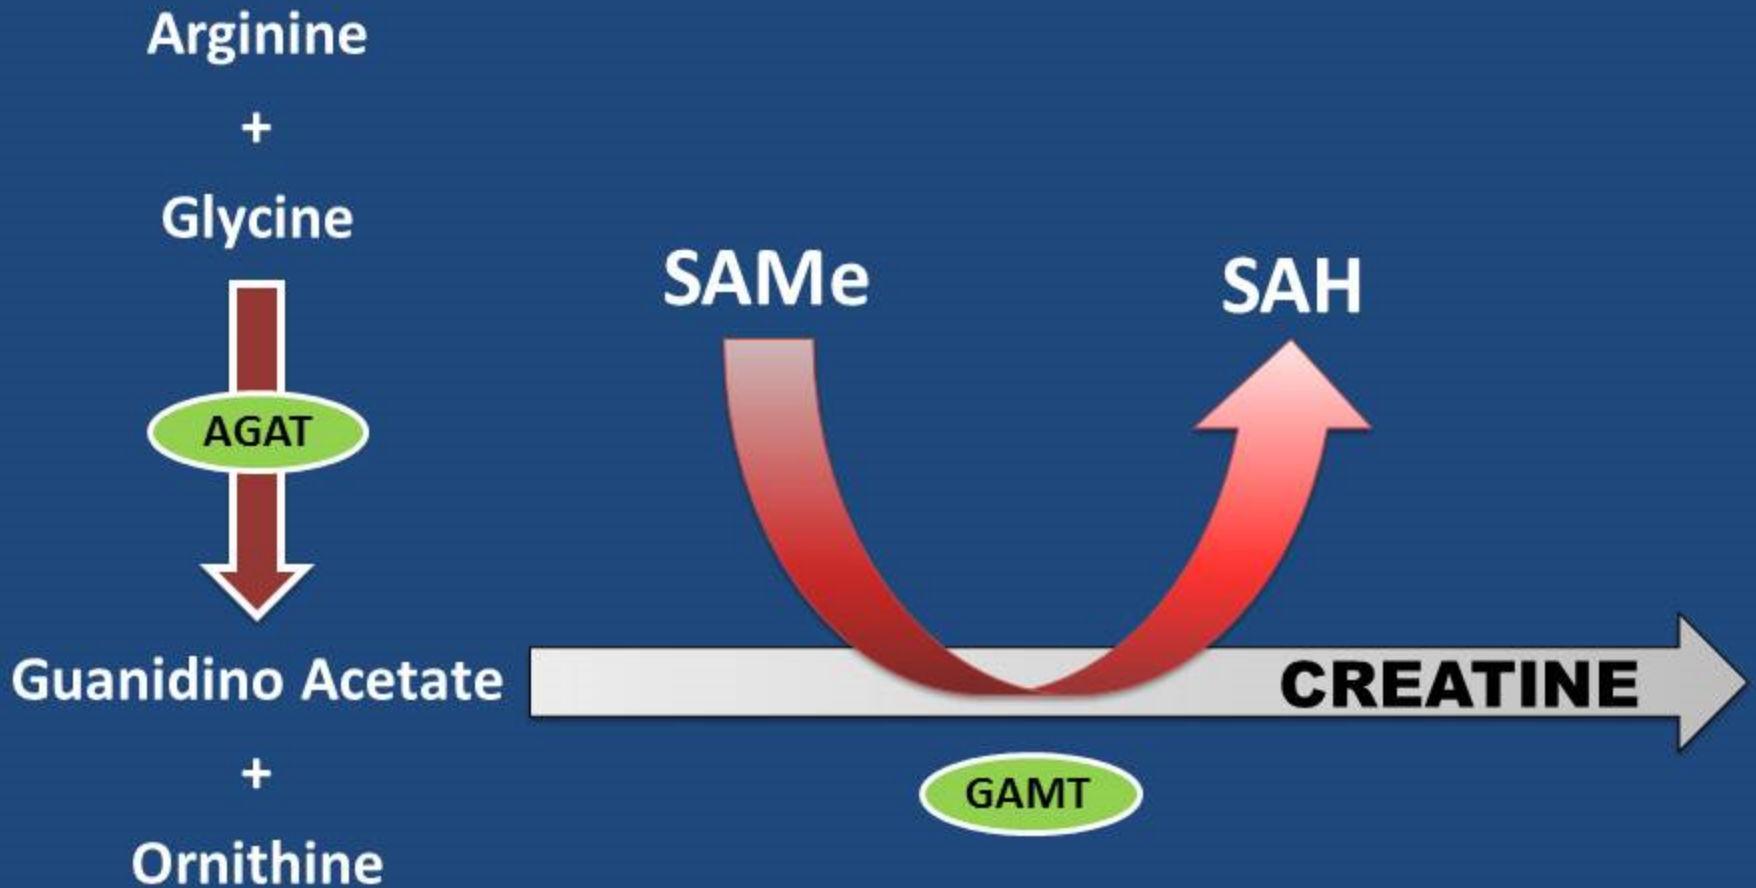 Arginine
+
Glycine
AGAT
Guanidino Acetate
+
Ornithine
SAMe
SAH
CREATINE
GAMT